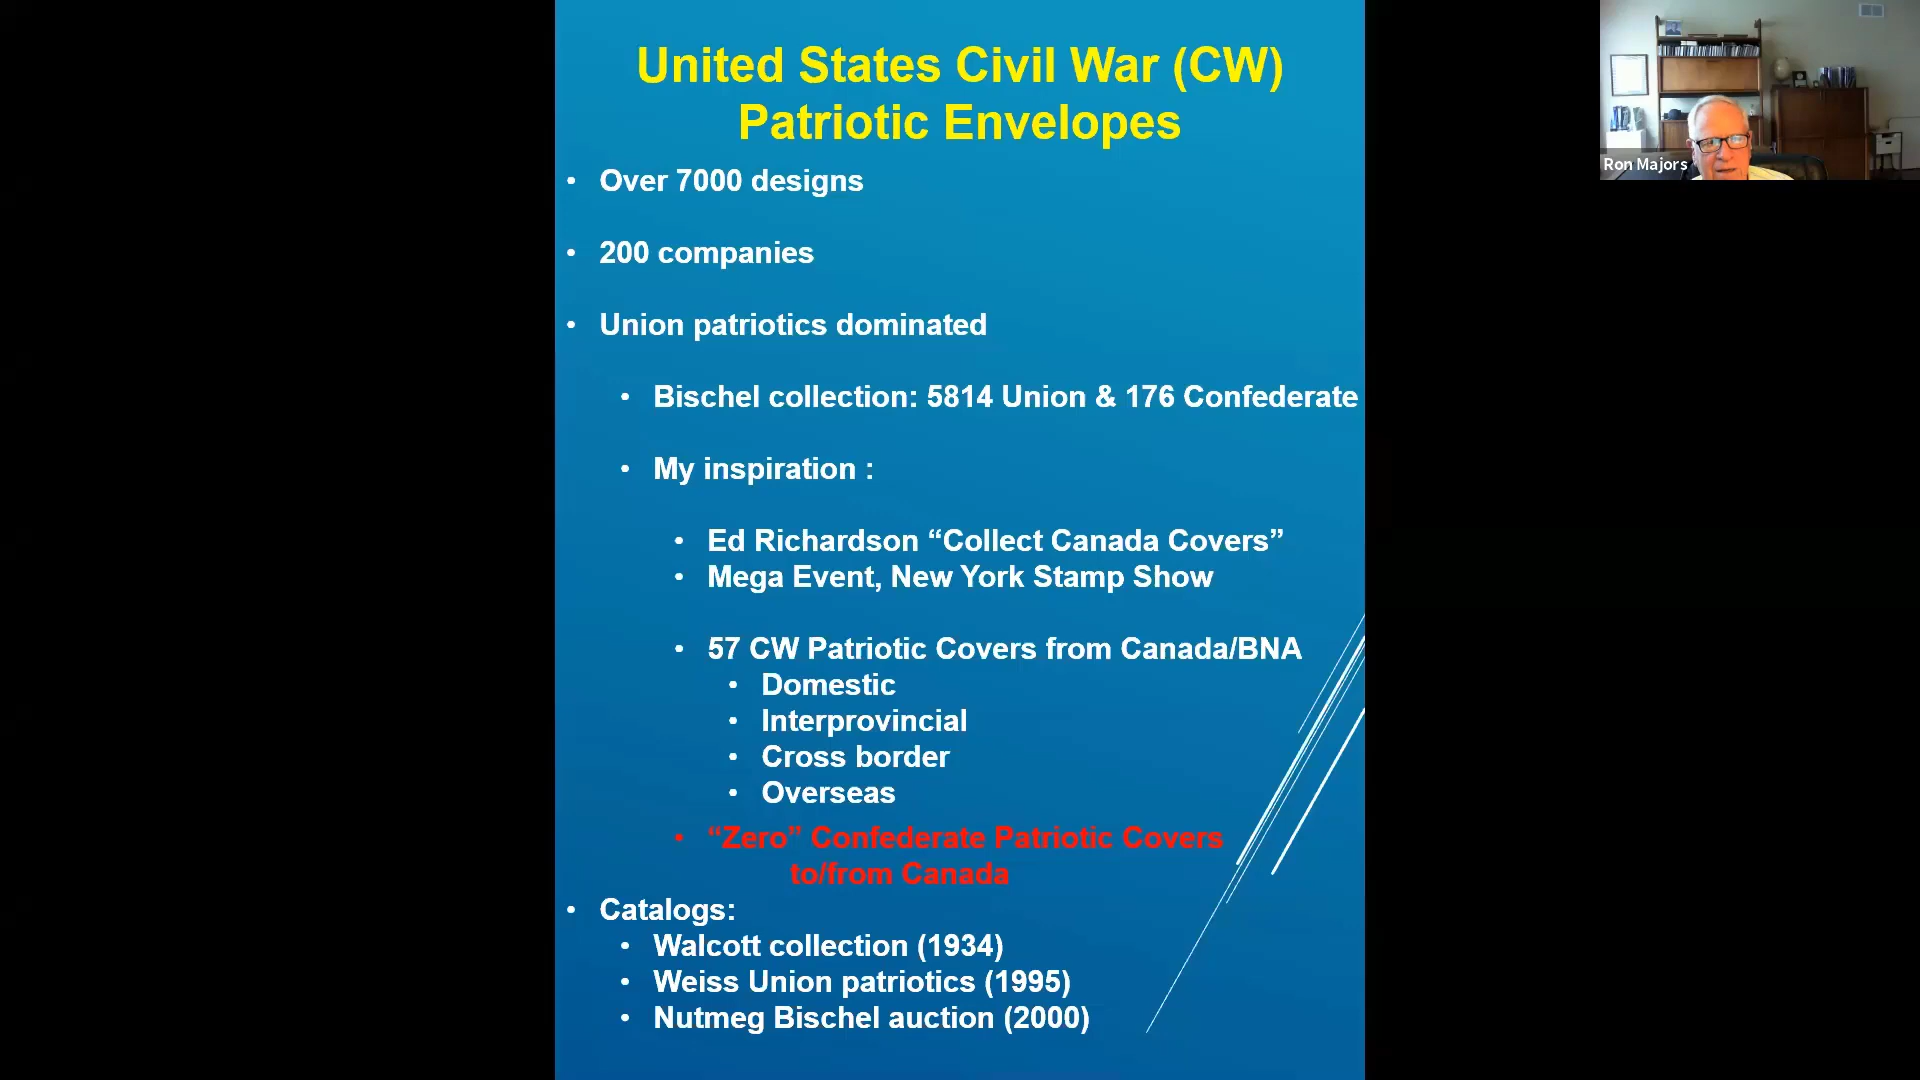 United States Civil War (CW)
Patriotic Envelopes
• Over 7000 designs
• 200 companies
• Union patriotics dominated
• Bischel collection: 5814 Union & 176 Confederate
• My inspiration :
• Ed Richardson “Collect Canada Covers”
• Mega Event, New York Stamp Show
• 57 CW Patriotic Covers from Canada/BNA
• Domestic
• Interprovincial
• Cross border
• Overseas
• “Zero” Confederate Patriotic Covers
to/from Canada
• Catalogs:
• Walcott collection (1934)
• Weiss Union patriotics (1995)
• Nutmeg Bischel auction (2000)
Ron Majors